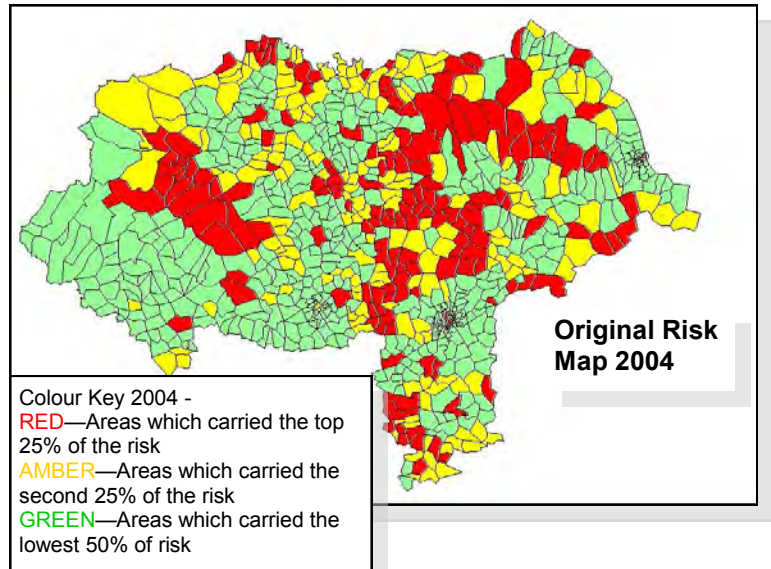 Original Risk
Map 2004
Colour Key 2004 -
RED—Areas which carried the top
25% of the risk
AMBER—Areas which carried the
second 25% of the risk
GREEN—Areas which carried the
lowest 50% of risk